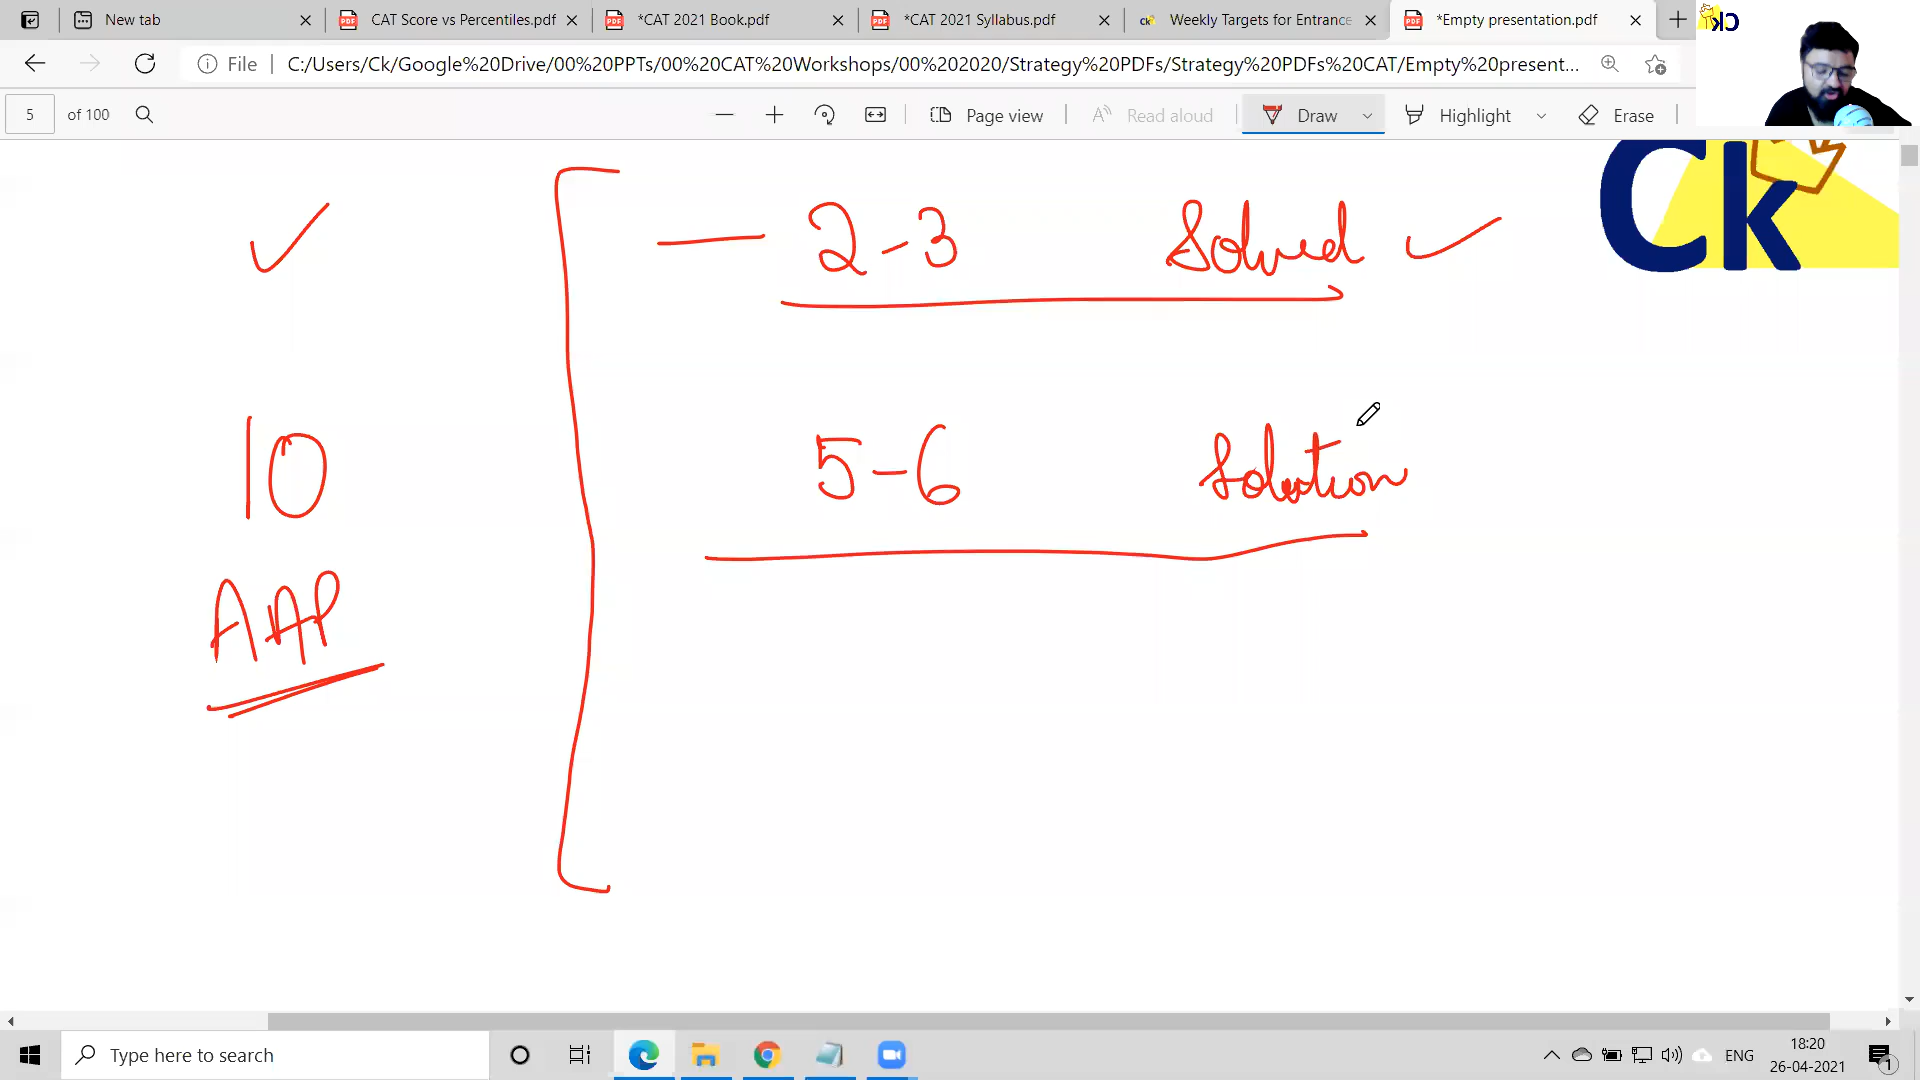 New tab
CAT Score vs Percentiles.pdf
*CAT 2021 Book.pdf
*CAT 2021 Syllabus.pdf
Weekly Targets for Entrance
*Empty presentation.pdf
File
C:/Users/Ck/Google%20Drive/00%20PPTs/00%20CAT%20Workshops/00%202020/Strategy%20PDFs/Strategy%20PDFs%20CAT/Empty%20present...
5 of 100
Page view
Read aloud
Draw
Highlight
Erase
Ck
2-3 Solved
10 5-6 Solution
AAP
Type here to search
ENG
18:20
26-04-2021
1